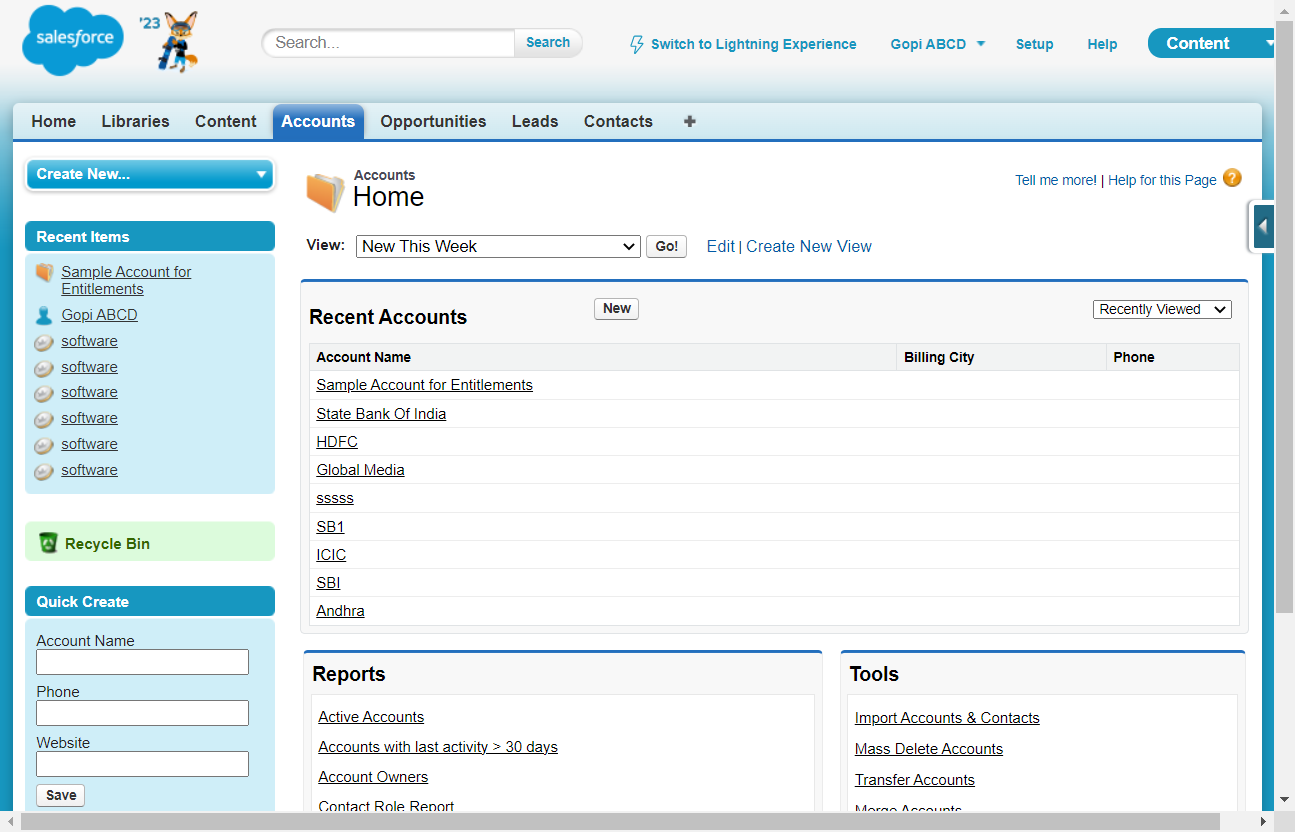 salesforce
'23
Search...
Search
Switch to Lightning Experience
Gopi ABCD
Setup
Help
Content
Home
Libraries
Content
Accounts
Opportunities
Leads
Contacts
Create New...
Accounts
Home
Tell me more! | Help for this Page
Recent Items
Sample Account for
Entitlements
Gopi ABCD
software
software
software
software
software
software
Recycle Bin
Quick Create
Account Name
Phone
Website
Save
View:
New This Week
Go!
Edit | Create New View
Recent Accounts
New
Recently Viewed
Account Name
Billing City
Phone
Sample Account for Entitlements
State Bank Of India
HDFC
Global Media
sssss
SB1
ICIC
SBI
Andhra
Reports
Active Accounts
Accounts with last activity > 30 days
Account Owners
Contact Role Report
Tools
Import Accounts & Contacts
Mass Delete Accounts
Transfer Accounts
Merge Accounts